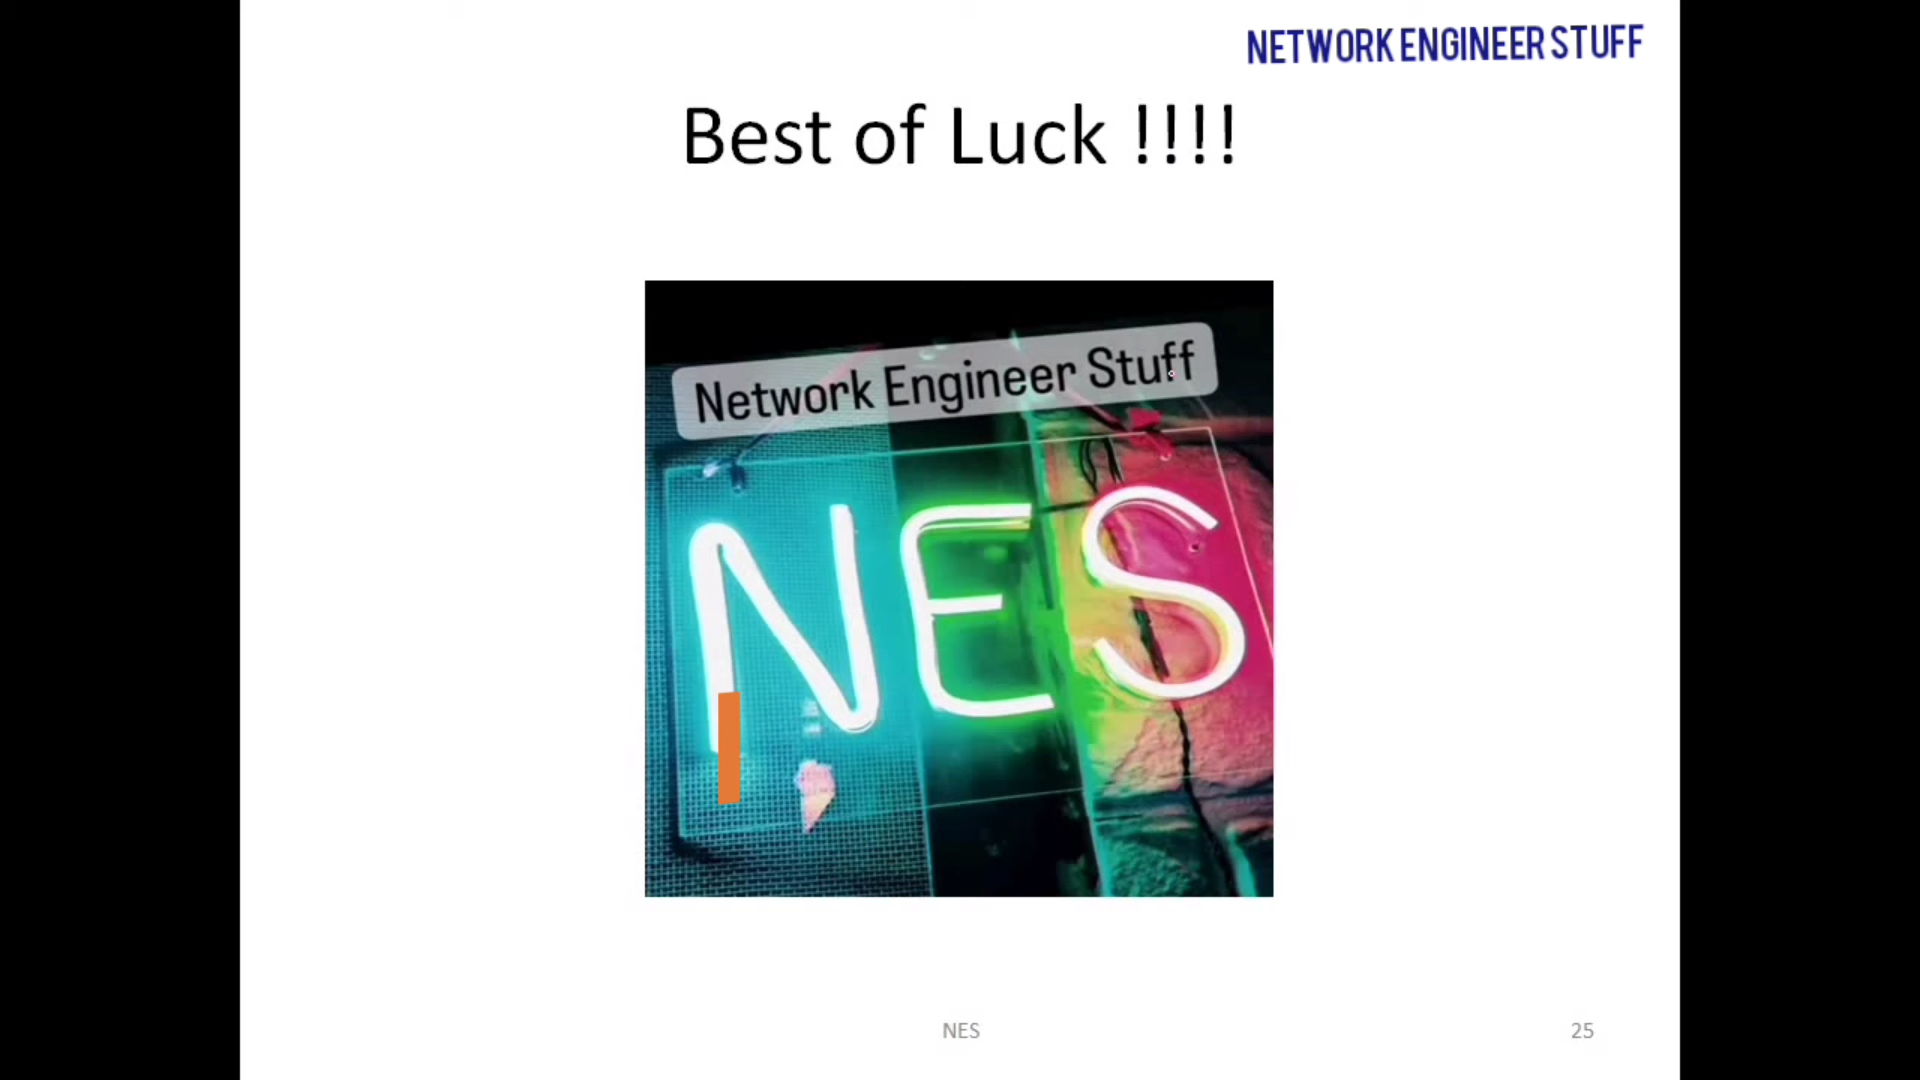 NETWORK ENGINEER STUFF
Best of Luck !!!!
Network Engineer Stuff
NES
NES
25